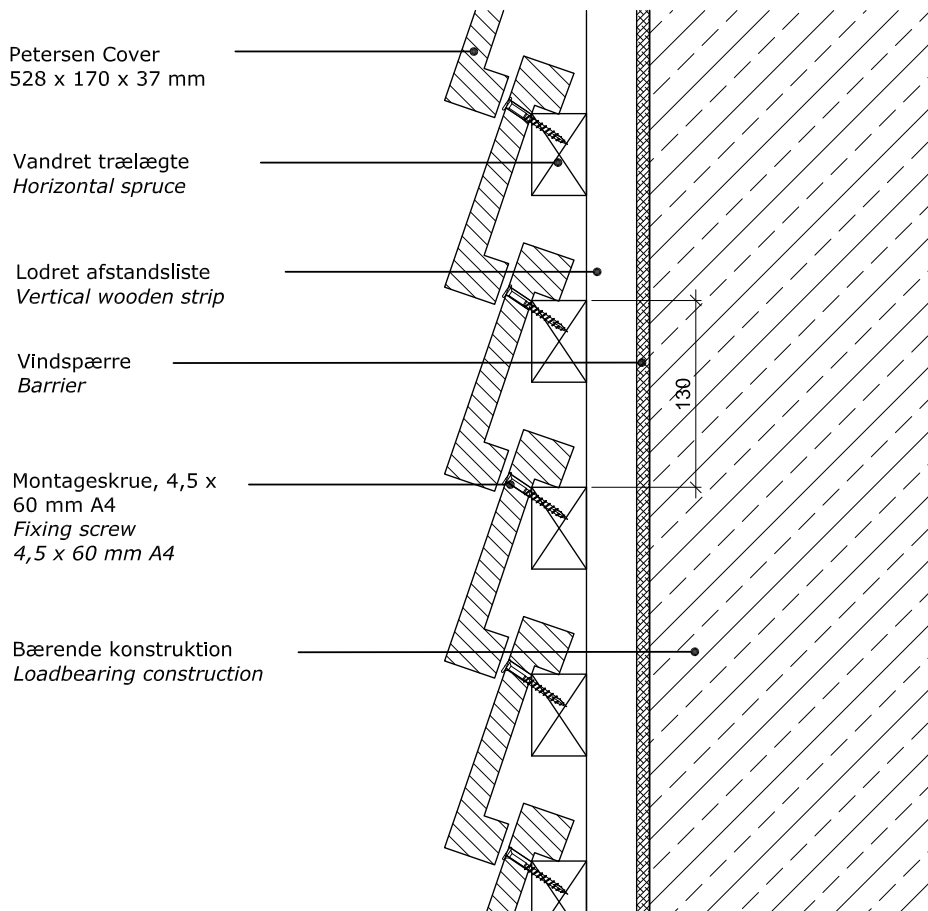 Petersen Cover
528 x 170 x 37 mm
Vandret trælægte
Horizontal spruce
Lodret afstandsliste
Vertical wooden strip
Vindspærre
Barrier
130
Montageskrue, 4,5 x
60 mm A4
Fixing screw
4,5 x 60 mm A4
Bærende konstruktion
Loadbearing construction